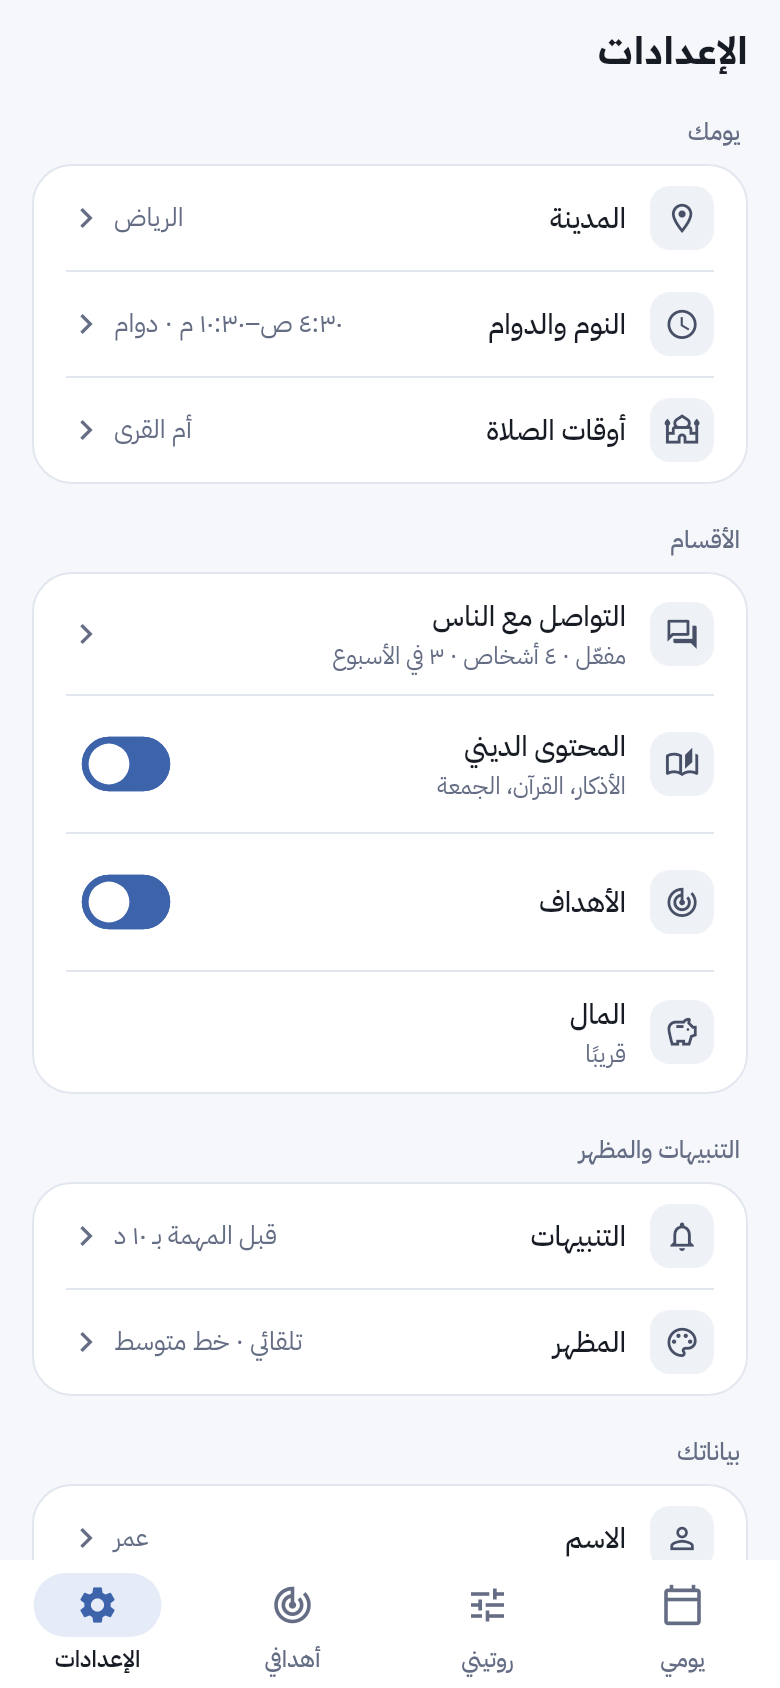 الإعدادات
يومك
المدينة
الرياض
النوم والدوام
٤:٣٠ ص–١٠:٣٠ م · دوام
أوقات الصلاة
أم القرى
الأقسام
التواصل مع الناس
مفعّل · ٤ أشخاص · ٣ في الأسبوع
المحتوى الديني
الأذكار، القرآن، الجمعة
الأهداف
المال
قريبًا
التنبيهات والمظهر
التنبيهات
قبل المهمة بـ ١٠ د
المظهر
تلقائي · خط متوسط
بياناتك
الاسم
عمر
يومي
روتيني
أهدافي
الإعدادات